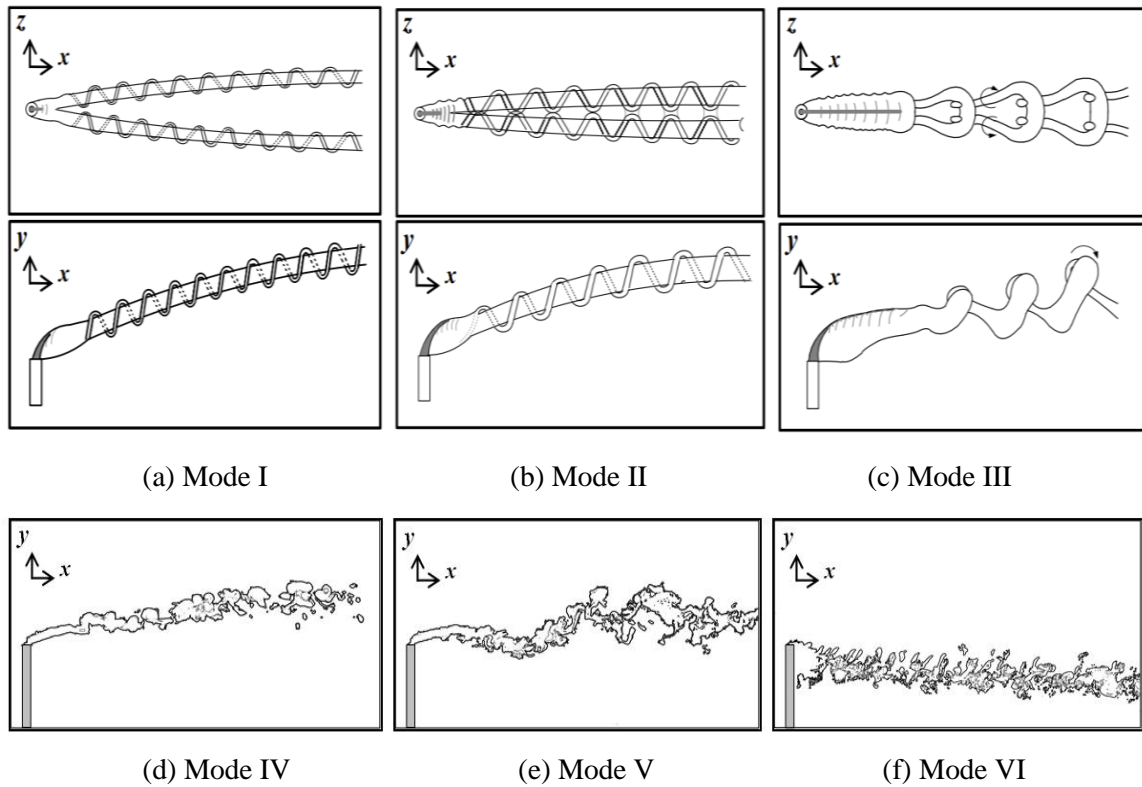 z
x
z
x
z
x
y
x
y
x
y
x
(a) Mode I
(b) Mode II
(c) Mode III
y
x
y
x
y
x
(d) Mode IV
(e) Mode V
(f) Mode VI